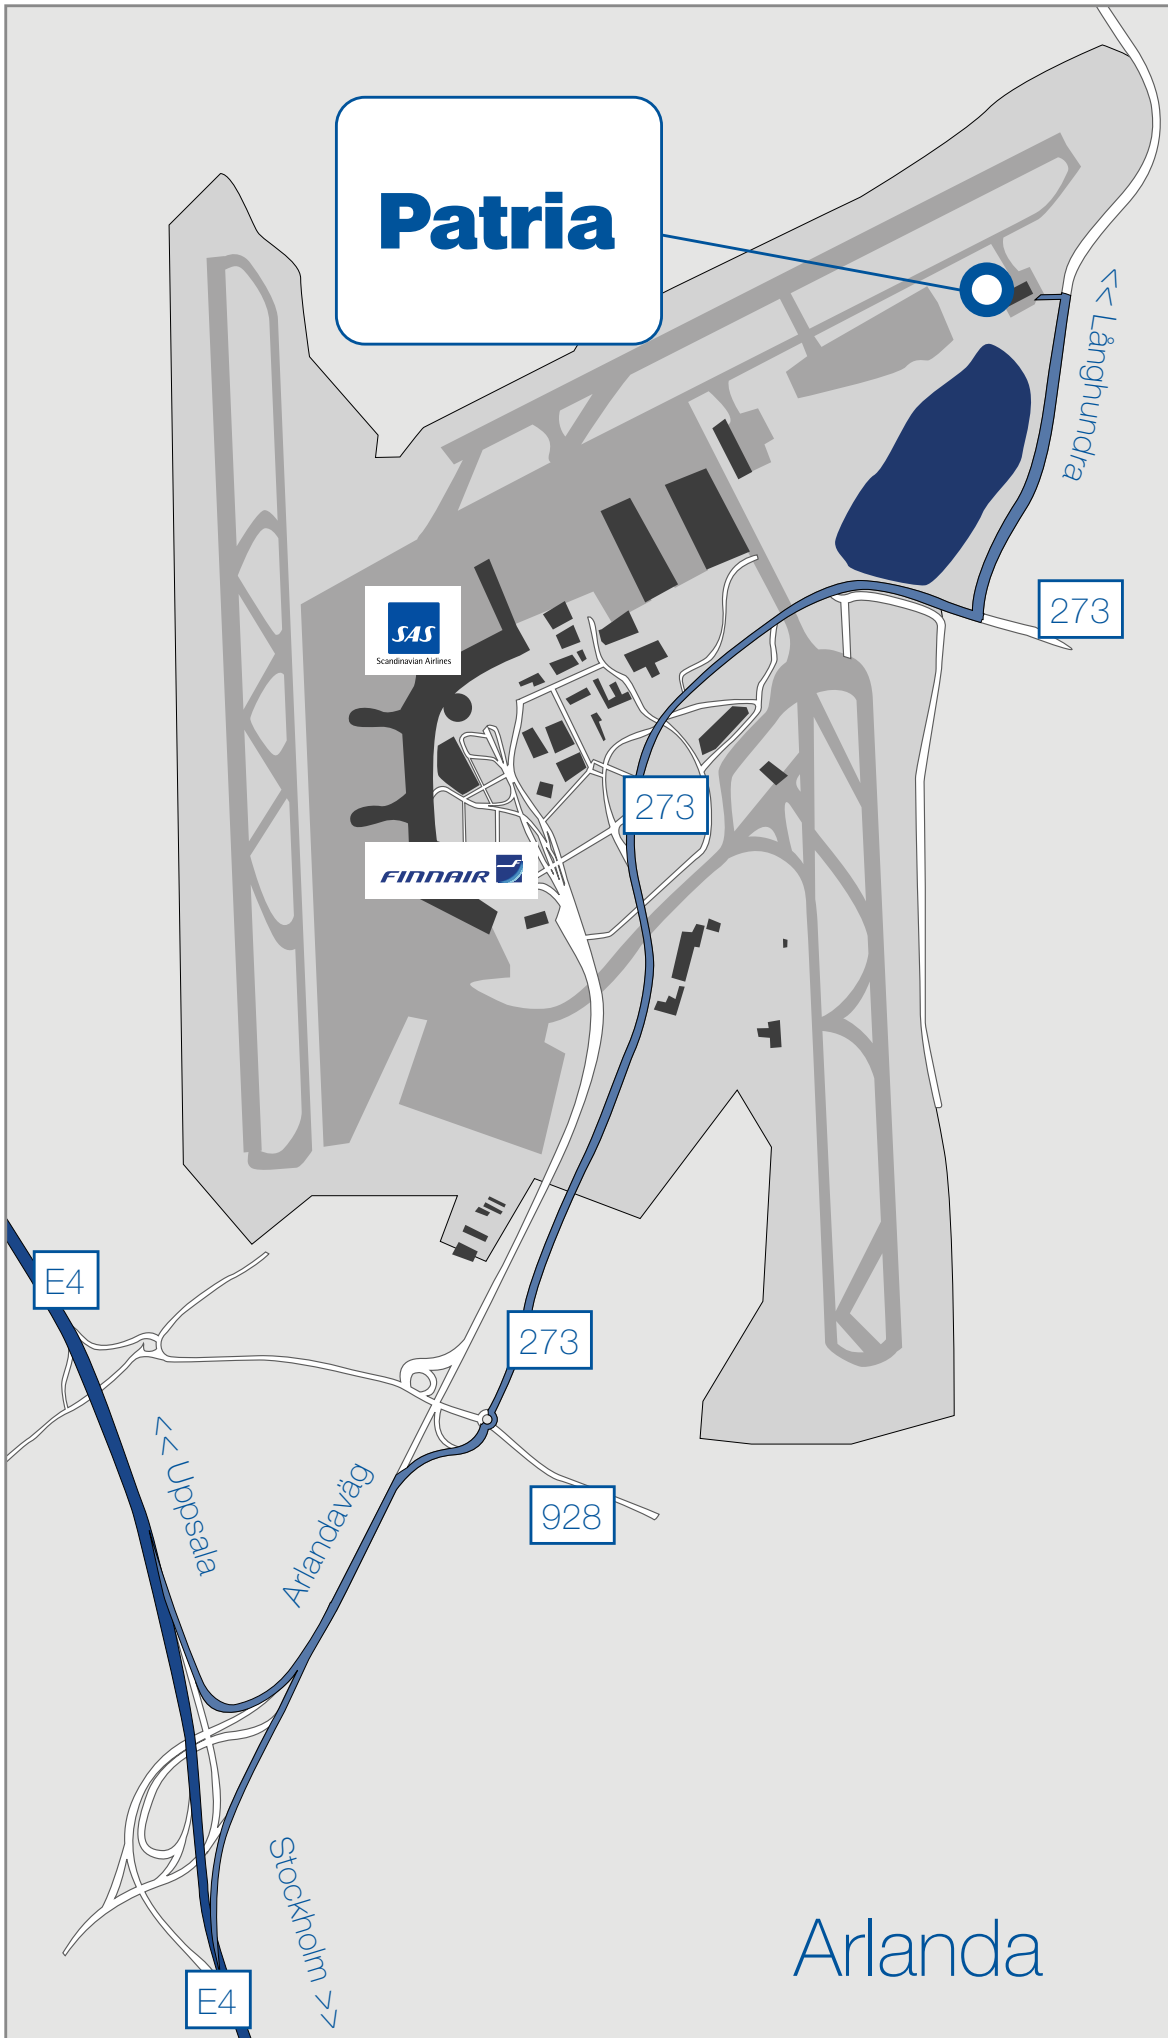 Patria
<< Långhundra
SAS
Scandinavian Airlines
273
273
FINNAIR
E4
273
<< Uppsala
Arlandaväg
928
Stockholm >>
Arlanda
E4